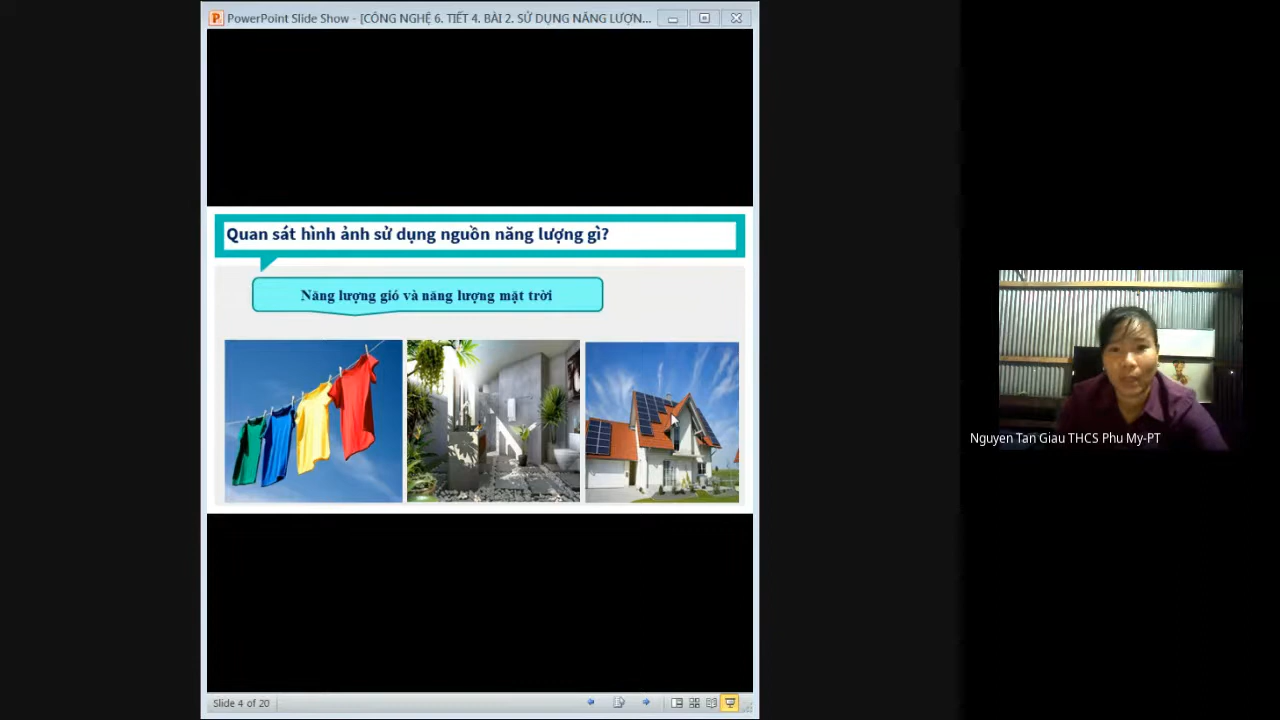 PowerPoint Slide Show - [CÔNG NGHỆ 6. TIẾT 4. BÀI 2. SỬ DỤNG NĂNG LƯỢN...
Quan sát hình ảnh sử dụng nguồn năng lượng gì?
Năng lượng gió và năng lượng mặt trời
Nguyen Tan Giau THCS Phu My-PT
Slide 4 of 20